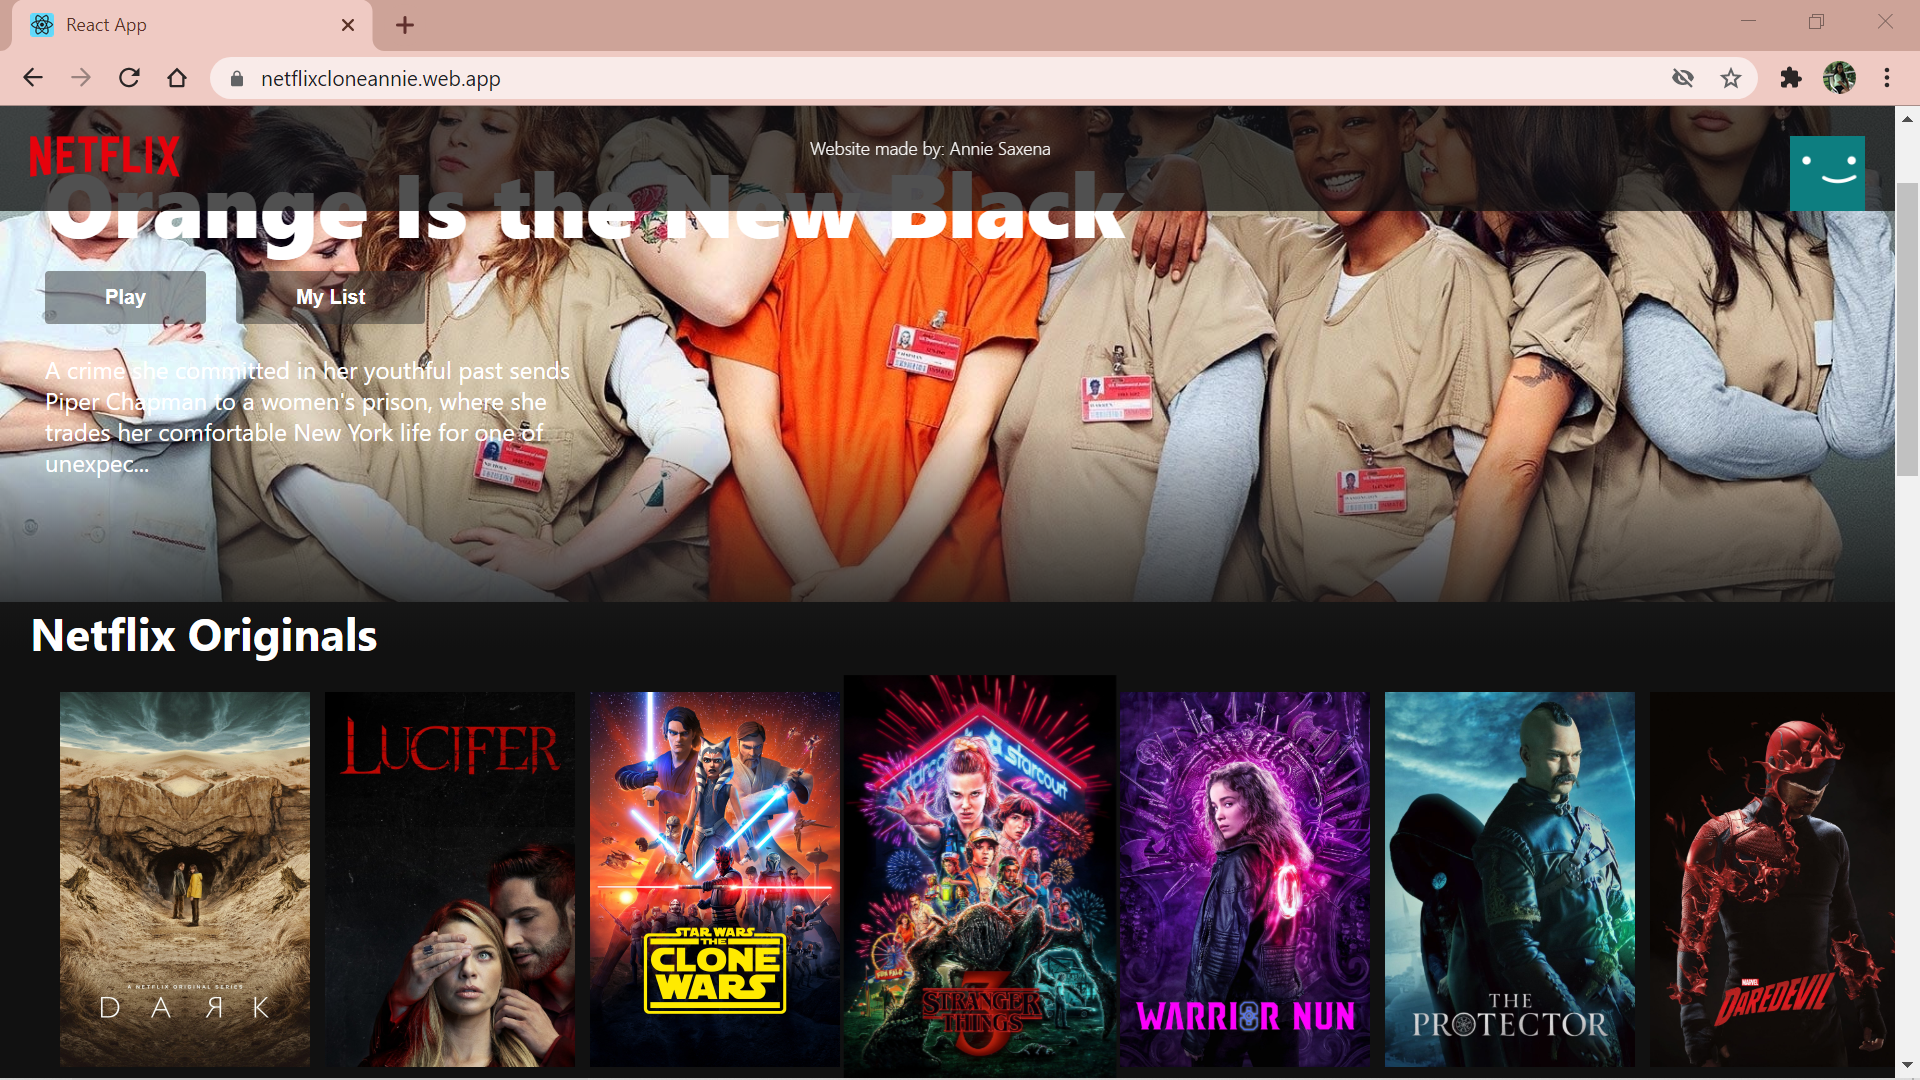 React App
netflixcloneannie.web.app
NETFLIX
Website made by: Annie Saxena
Orange Is the New Black
Play
My List
A crime she committed in her youthful past sends
Piper Chapman to a women's prison, where she
trades her comfortable New York life for one of
unexpec...
Netflix Originals
A NETFLIX ORIGINAL SERIES
DARK
LUCIFER
STAR WARS
THE
CLONE
WARS
starcourt
STRANGER
THINGS
3
WARRIOR NUN
THE
PROTECTOR
MARVEL
DAREDEVIL